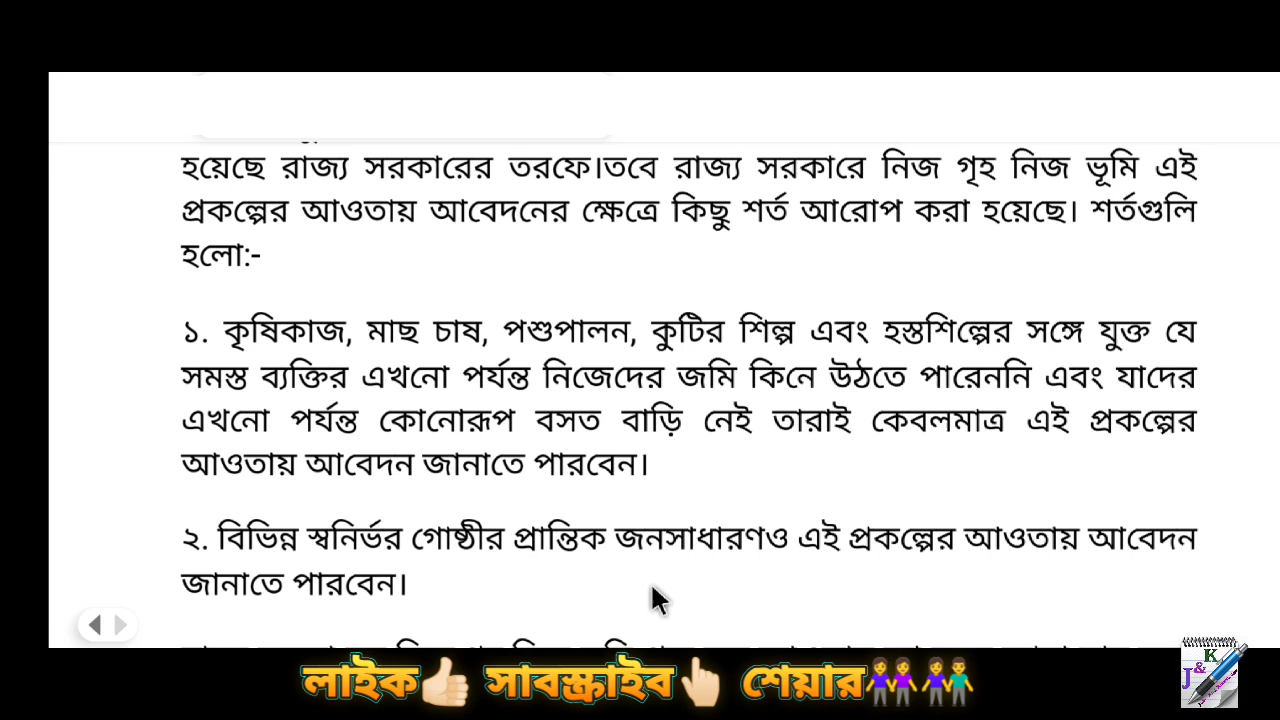 হয়েছে রাজ্য সরকারের তরফে।তবে রাজ্য সরকারে নিজ গৃহ নিজ ভূমি এই
প্রকল্পের আওতায় আবেদনের ক্ষেত্রে কিছু শর্ত আরোপ করা হয়েছে। শর্তগুলি
হলো:-
১. কৃষিকাজ, মাছ চাষ, পশুপালন, কুটির শিল্প এবং হস্তশিল্পের সঙ্গে যুক্ত যে
সমস্ত ব্যক্তির এখনো পর্যন্ত নিজেদের জমি কিনে উঠতে পারেননি এবং যাদের
এখনো পর্যন্ত কোনোরূপ বসত বাড়ি নেই তারাই কেবলমাত্র এই প্রকল্পের
আওতায় আবেদন জানাতে পারবেন।
২. বিভিন্ন স্বনির্ভর গোষ্ঠীর প্রান্তিক জনসাধারণও এই প্রকল্পের আওতায় আবেদন
জানাতে পারবেন।
লাইক👍🏻 সাবস্ক্রাইব👆🏻 শেয়ার👭👫
J&K